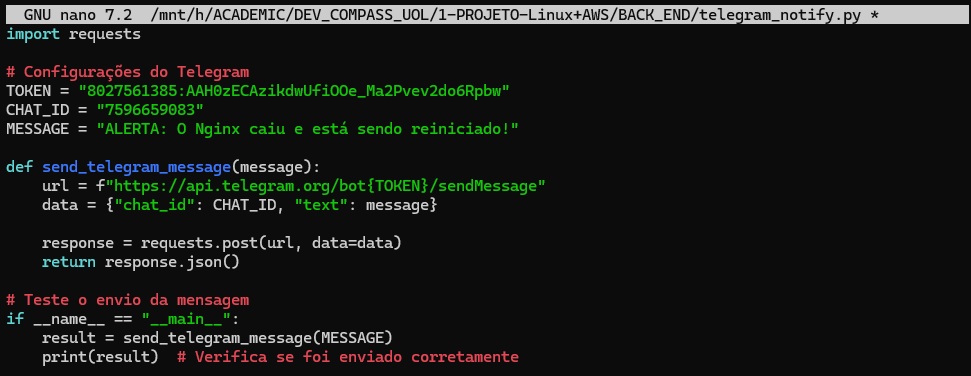 GNU nano 7.2 /mnt/h/ACADEMIC/DEV_COMPASS_UOL/1-PROJETO-Linux+AWS/BACK_END/telegram_notify.py *
import requests
# Configurações do Telegram
TOKEN = "8027561385:AAH0zECAzikdwUfiOOe_Ma2Pvev2do6Rpbw"
CHAT_ID = "7596659083"
MESSAGE = "ALERTA: O Nginx caiu e está sendo reiniciado!"
def send_telegram_message(message):
    url = f"https://api.telegram.org/bot{TOKEN}/sendMessage"
    data = {"chat_id": CHAT_ID, "text": message}
    response = requests.post(url, data=data)
    return response.json()
# Teste o envio da mensagem
if __name__ == "__main__":
    result = send_telegram_message(MESSAGE)
    print(result)  # Verifica se foi enviado corretamente